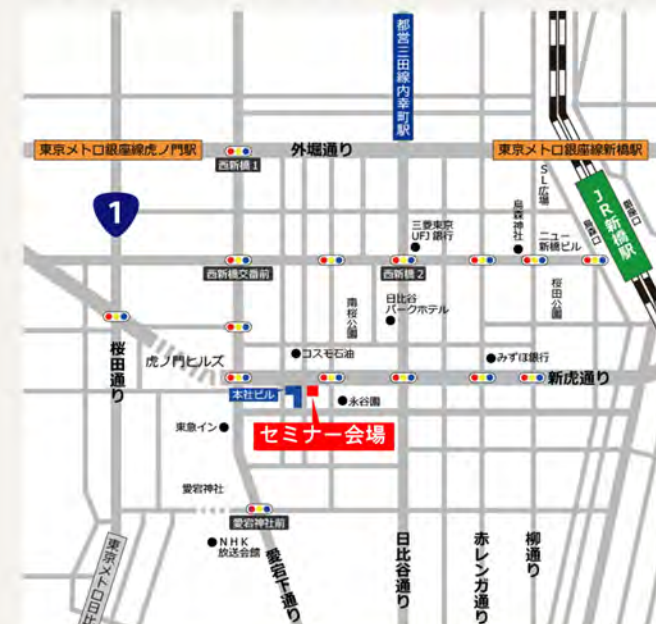 都営三田線内幸町駅
東京メトロ銀座線虎ノ門駅
外堀通り
東京メトロ銀座線新橋駅
西新橋1
SL広場
JR新橋駅
銀座口
烏森口
1
三菱東京
UFJ銀行
烏森神社
ニュー
新橋ビル
西新橋交番前
西新橋2
桜田公園
南桜公園
日比谷
パークホテル
桜田通り
虎ノ門ヒルズ
コスモ石油
みずほ銀行
新虎通り
本社ビル
永谷園
セミナー会場
東急イン
愛宕神社
愛宕神社前
NHK
放送会館
愛宕下通り
日比谷通り
赤レンガ通り
柳通り
東京メトロ日比